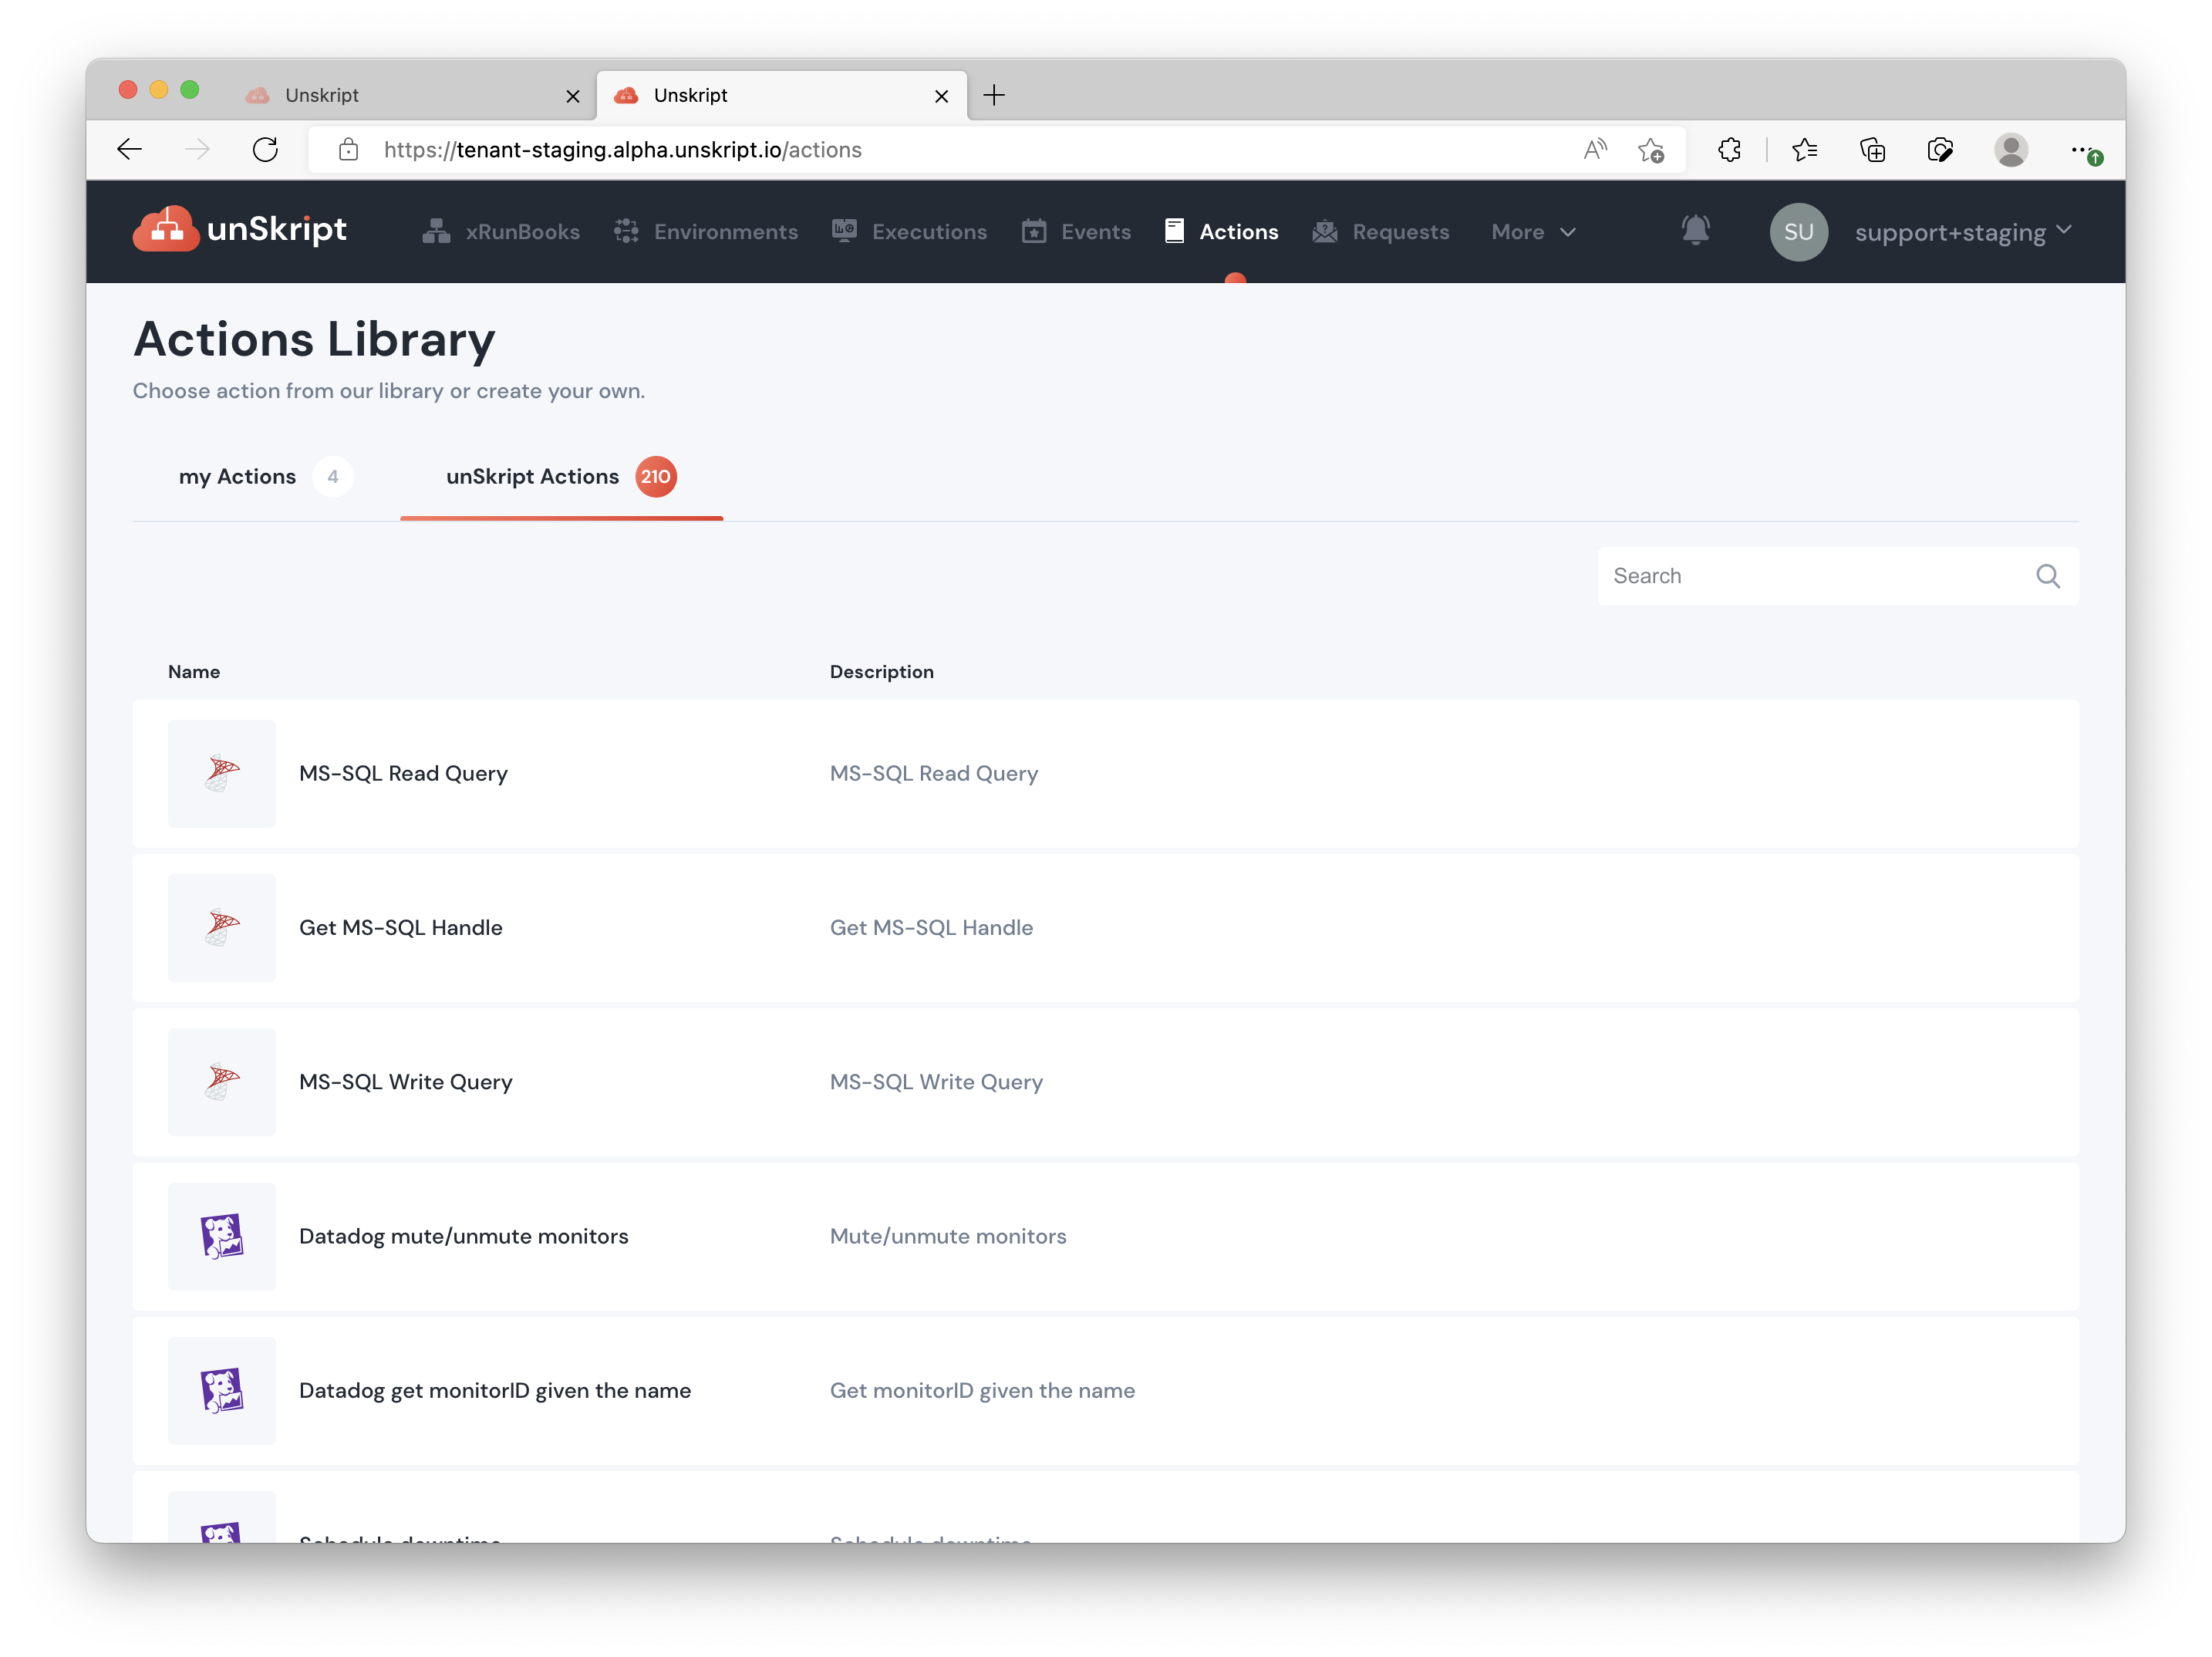 Unskript
Unskript
https://tenant-staging.alpha.unskript.io/actions
unSkript
xRunBooks
Environments
Executions
Events
Actions
Requests
More
SU
support+staging
Actions Library
Choose action from our library or create your own.
my Actions 4
unSkript Actions 210
Search
Name
Description
MS-SQL Read Query
MS-SQL Read Query
Get MS-SQL Handle
Get MS-SQL Handle
MS-SQL Write Query
MS-SQL Write Query
Datadog mute/unmute monitors
Mute/unmute monitors
Datadog get monitorID given the name
Get monitorID given the name
Schedule downtime
Schedule downtime